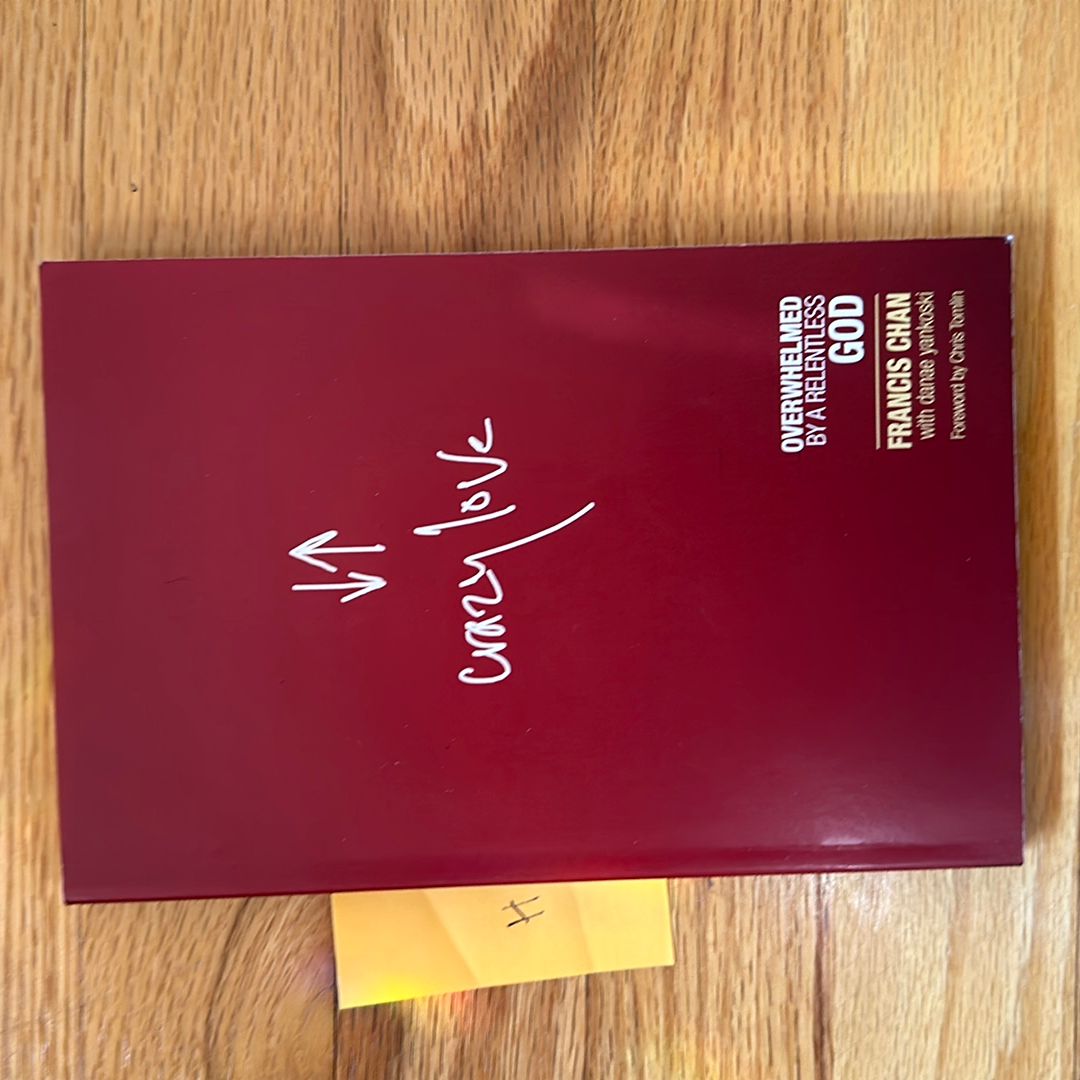 crazy love
OVERWHELMED
BY A RELENTLESS
GOD
FRANCIS CHAN
with danae yankoski
Foreword by Chris Tomlin